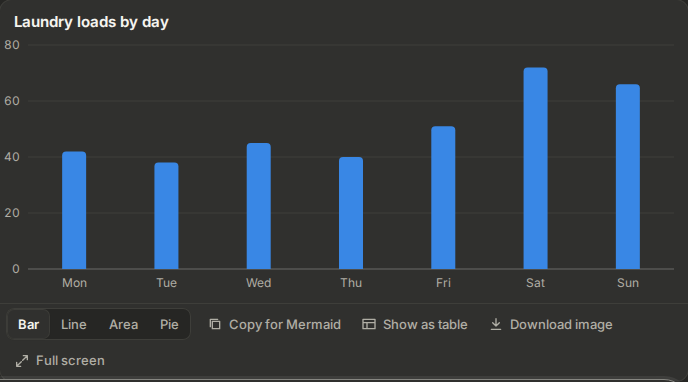 Laundry loads by day
80
60
40
20
0
Mon Tue Wed Thu Fri Sat Sun
Bar Line Area Pie Copy for Mermaid Show as table Download image
Full screen